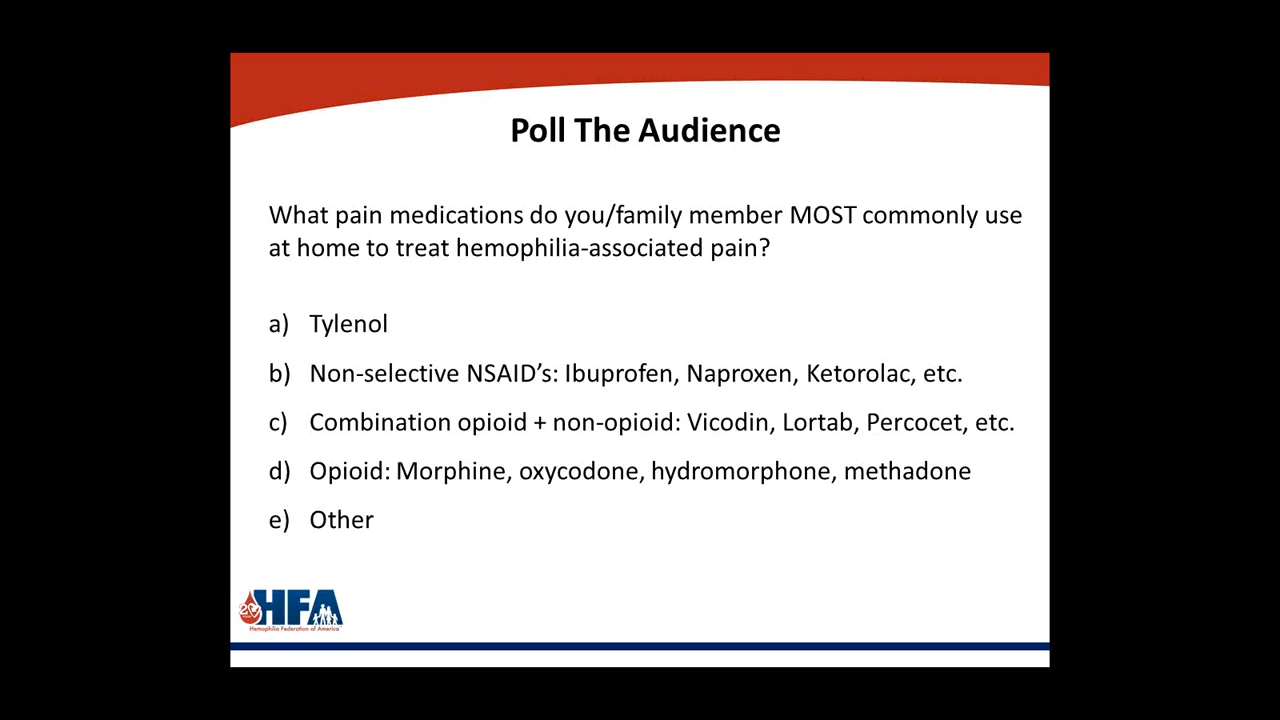 Poll The Audience
What pain medications do you/family member MOST commonly use
at home to treat hemophilia-associated pain?
a) Tylenol
b) Non-selective NSAID’s: Ibuprofen, Naproxen, Ketorolac, etc.
c) Combination opioid + non-opioid: Vicodin, Lortab, Percocet, etc.
d) Opioid: Morphine, oxycodone, hydromorphone, methadone
e) Other
20
HFA
Hemophilia Federation of America